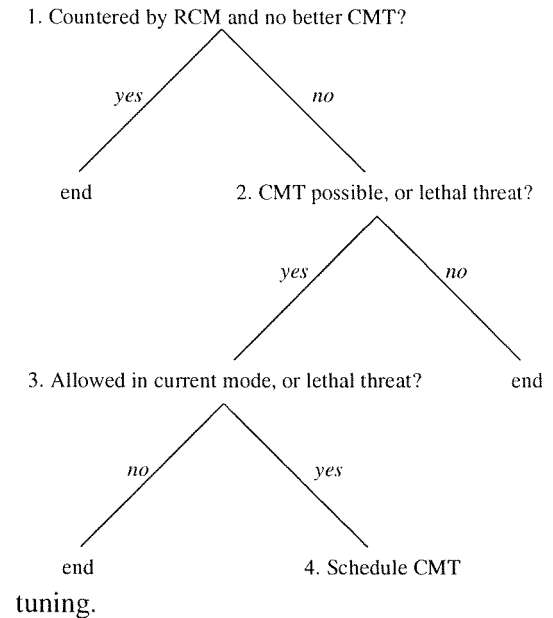 1. Countered by RCM and no better CMT?
yes
no
end
2. CMT possible, or lethal threat?
yes
no
3. Allowed in current mode, or lethal threat?
end
no
yes
end
4. Schedule CMT
tuning.